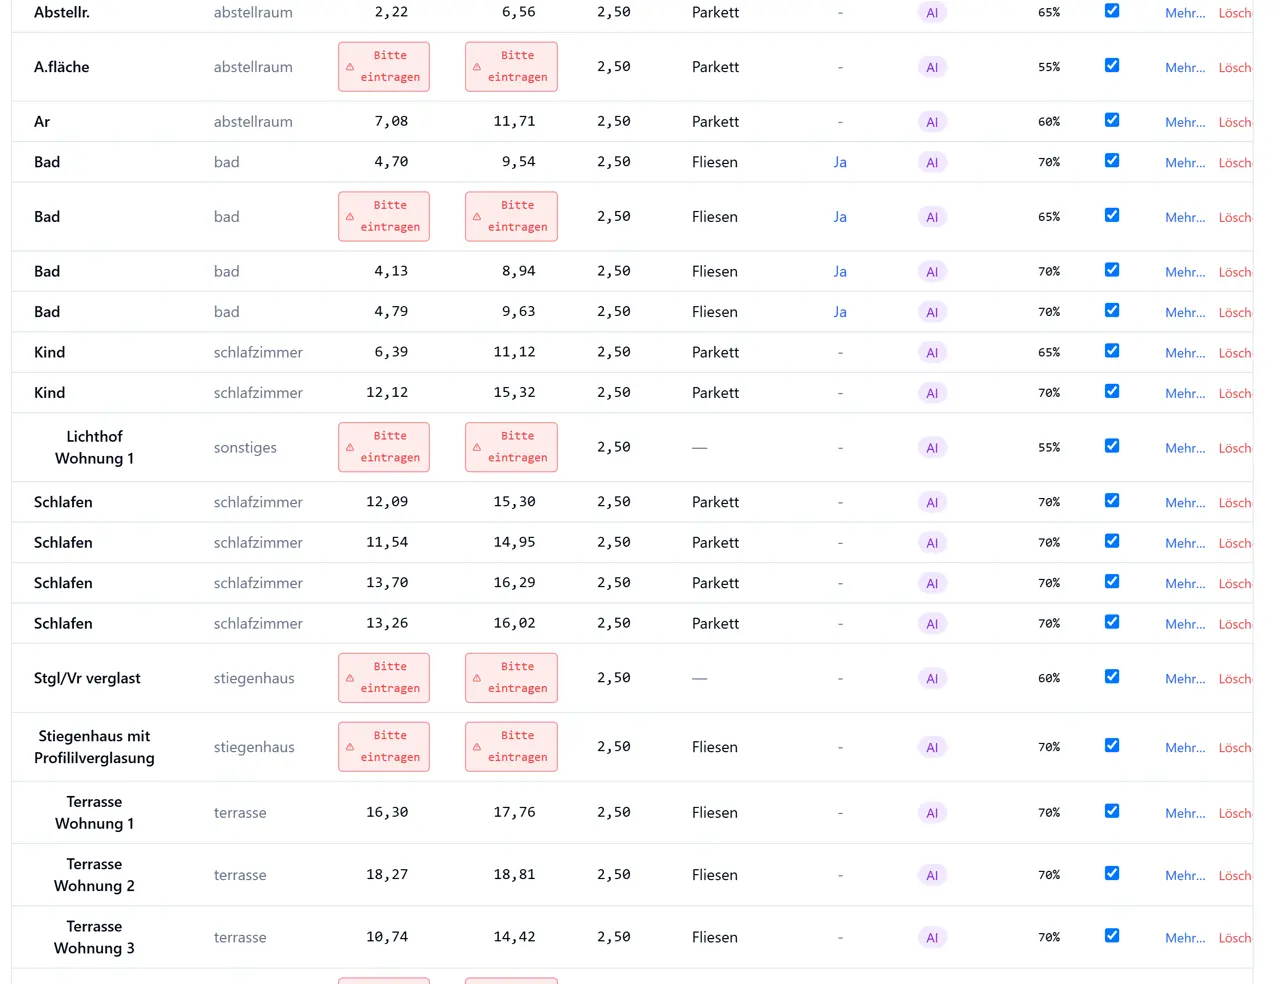 Abstellr. abstellraum 2,22 6,56 2,50 Parkett - AI 65% Mehr... Lösch
A.fläche abstellraum ⚠ Bitte eintragen ⚠ Bitte eintragen 2,50 Parkett - AI 55% Mehr... Lösch
Ar abstellraum 7,08 11,71 2,50 Parkett - AI 60% Mehr... Lösch
Bad bad 4,70 9,54 2,50 Fliesen Ja AI 70% Mehr... Lösch
Bad bad ⚠ Bitte eintragen ⚠ Bitte eintragen 2,50 Fliesen Ja AI 65% Mehr... Lösch
Bad bad 4,13 8,94 2,50 Fliesen Ja AI 70% Mehr... Lösch
Bad bad 4,79 9,63 2,50 Fliesen Ja AI 70% Mehr... Lösch
Kind schlafzimmer 6,39 11,12 2,50 Parkett - AI 65% Mehr... Lösch
Kind schlafzimmer 12,12 15,32 2,50 Parkett - AI 70% Mehr... Lösch
Lichthof Wohnung 1 sonstiges ⚠ Bitte eintragen ⚠ Bitte eintragen 2,50 — - AI 55% Mehr... Lösch
Schlafen schlafzimmer 12,09 15,30 2,50 Parkett - AI 70% Mehr... Lösch
Schlafen schlafzimmer 11,54 14,95 2,50 Parkett - AI 70% Mehr... Lösch
Schlafen schlafzimmer 13,70 16,29 2,50 Parkett - AI 70% Mehr... Lösch
Schlafen schlafzimmer 13,26 16,02 2,50 Parkett - AI 70% Mehr... Lösch
Stgl/Vr verglast stiegenhaus ⚠ Bitte eintragen ⚠ Bitte eintragen 2,50 — - AI 60% Mehr... Lösch
Stiegenhaus mit Profililverglasung stiegenhaus ⚠ Bitte eintragen ⚠ Bitte eintragen 2,50 Fliesen - AI 70% Mehr... Lösch
Terrasse Wohnung 1 terrasse 16,30 17,76 2,50 Fliesen - AI 70% Mehr... Lösch
Terrasse Wohnung 2 terrasse 18,27 18,81 2,50 Fliesen - AI 70% Mehr... Lösch
Terrasse Wohnung 3 terrasse 10,74 14,42 2,50 Fliesen - AI 70% Mehr... Lösch